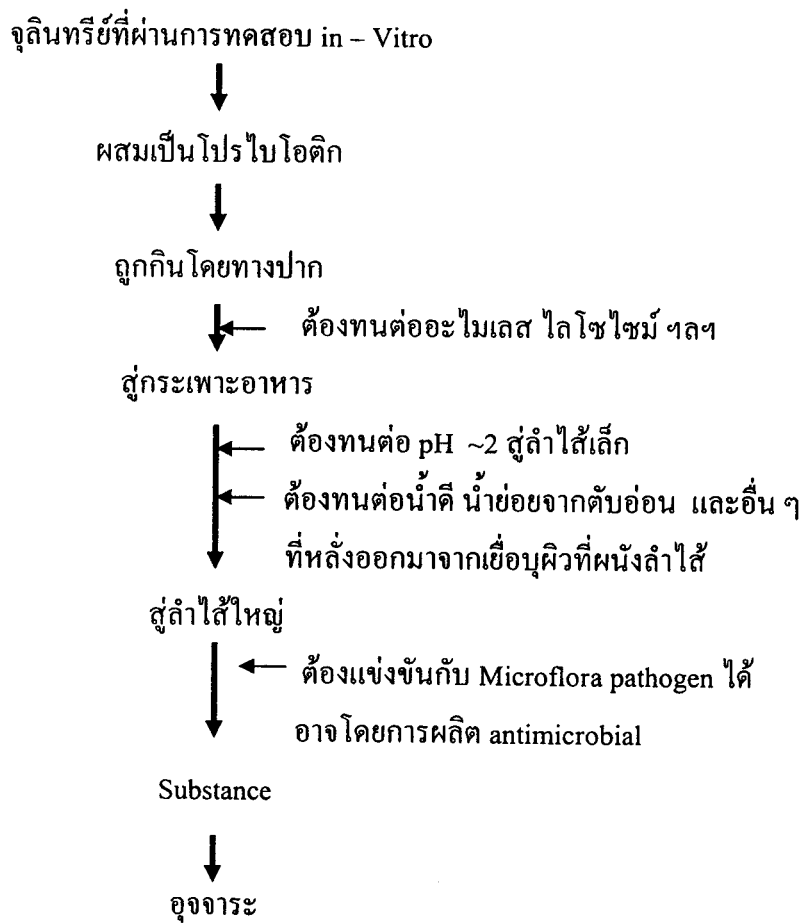 จุลินทรีย์ที่ผ่านการทดสอบ in – Vitro
ผสมเป็นโปรไบโอติก
ถูกกินโดยทางปาก
ต้องทนต่ออะไมเลส ไลโซไซม์ ฯลฯ
สู่กระเพาะอาหาร
ต้องทนต่อ pH ~2 สู่ลำไส้เล็ก
ต้องทนต่อน้ำดี น้ำย่อยจากตับอ่อน และอื่น ๆ
ที่หลั่งออกมาจากเยื่อบุผิวที่ผนังลำไส้
สู่ลำไส้ใหญ่
ต้องแข่งขันกับ Microflora pathogen ได้
อาจโดยการผลิต antimicrobial
Substance
อุจจาระ